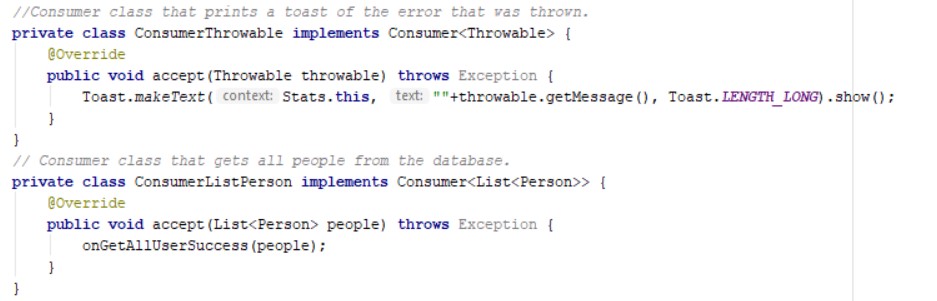 //Consumer class that prints a toast of the error that was thrown.
private class ConsumerThrowable implements Consumer<Throwable> {
@Override
public void accept(Throwable throwable) throws Exception {
Toast.makeText( context: Stats.this, text: ""+throwable.getMessage(), Toast.LENGTH_LONG).show();
}
}
// Consumer class that gets all people from the database.
private class ConsumerListPerson implements Consumer<List<Person>> {
@Override
public void accept(List<Person> people) throws Exception {
onGetAllUserSuccess(people);
}
}